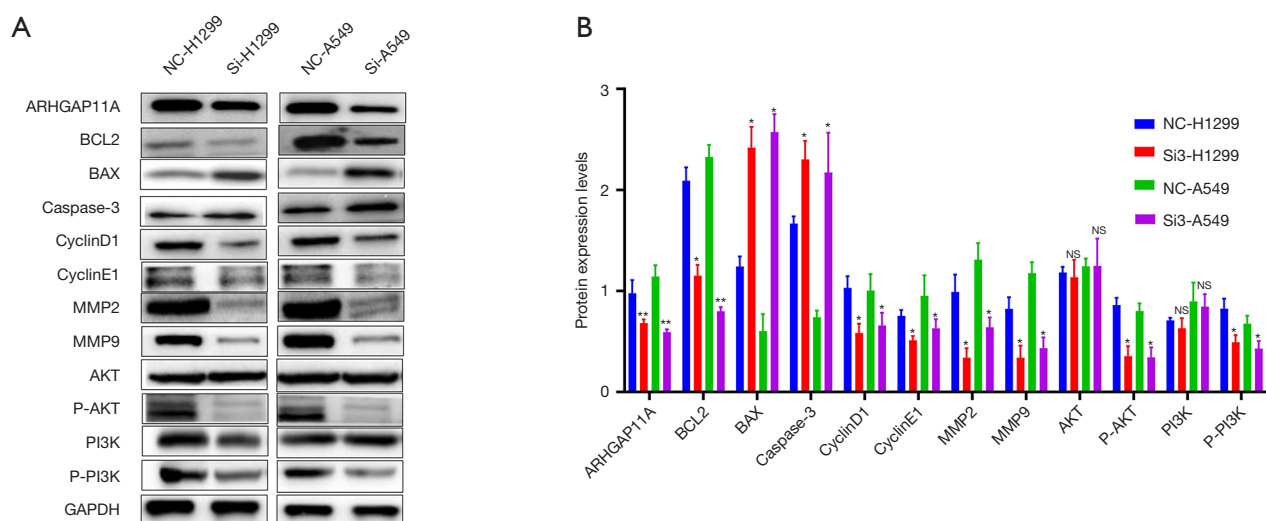 A
NC-H1299
Si-H1299
NC-A549
Si-A549
ARHGAP11A
BCL2
BAX
Caspase-3
CyclinD1
CyclinE1
MMP2
MMP9
AKT
P-AKT
PI3K
P-PI3K
GAPDH
B
Protein expression levels
3
2
1
0
** ** * ** * * * * * * * * * * * * NS NS * * NS NS * *
NC-H1299
Si3-H1299
NC-A549
Si3-A549
ARHGAP11A
BCL2
BAX
Caspase-3
CyclinD1
CyclinE1
MMP2
MMP9
AKT
P-AKT
PI3K
P-PI3K